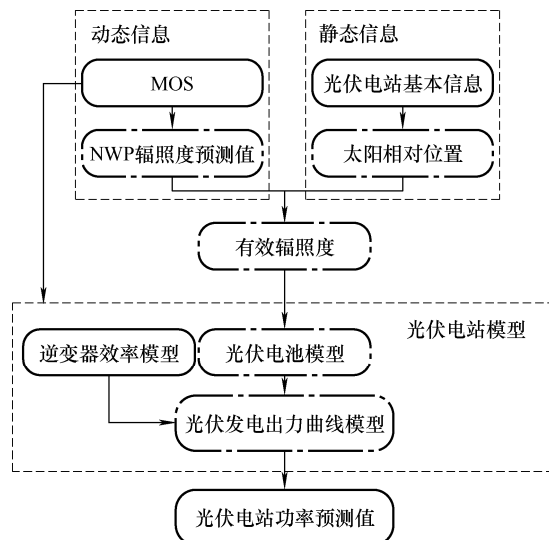 动态信息
静态信息
MOS
光伏电站基本信息
NWP辐照度预测值
太阳相对位置
有效辐照度
光伏电站模型
逆变器效率模型
光伏电池模型
光伏发电出力曲线模型
光伏电站功率预测值